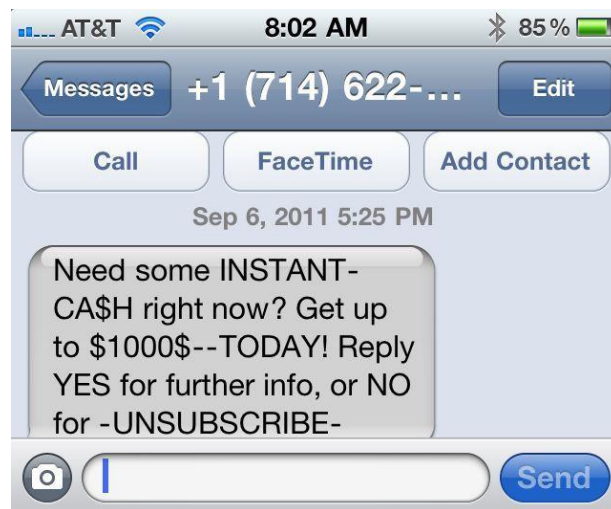 AT&T 8:02 AM 85%
Messages +1 (714) 622-... Edit
Call FaceTime Add Contact
Sep 6, 2011 5:25 PM
Need some INSTANT-
CA$H right now? Get up
to $1000$--TODAY! Reply
YES for further info, or NO
for -UNSUBSCRIBE-
Send